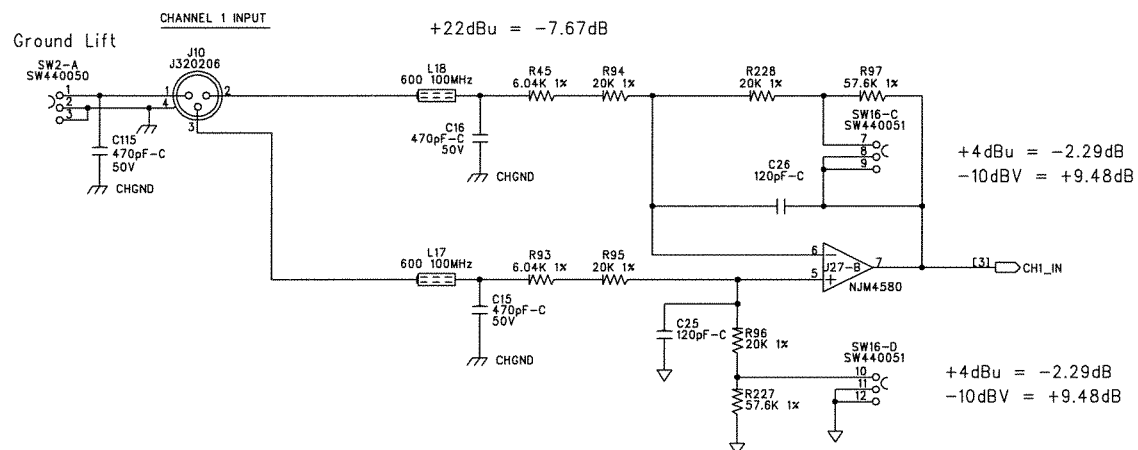 CHANNEL 1 INPUT
+22dBu = -7.67dB
Ground Lift
SW2-A
SW440050
1
2
3
J10
J320206
1
4
2
3
C115
470pF-C
50V
CHGND
L18
600 100MHz
C16
470pF-C
50V
CHGND
R45
6.04K 1%
R94
20K 1%
R228
20K 1%
R97
57.6K 1%
SW16-C
SW440051
7
8
9
+4dBu = -2.29dB
-10dBV = +9.48dB
C26
120pF-C
L17
600 100MHz
C15
470pF-C
50V
CHGND
R93
6.04K 1%
R95
20K 1%
6
5
7
J27-B
NJM4580
[3]
CH1_IN
C25
120pF-C
R96
20K 1%
R227
57.6K 1%
SW16-D
SW440051
10
11
12
+4dBu = -2.29dB
-10dBV = +9.48dB